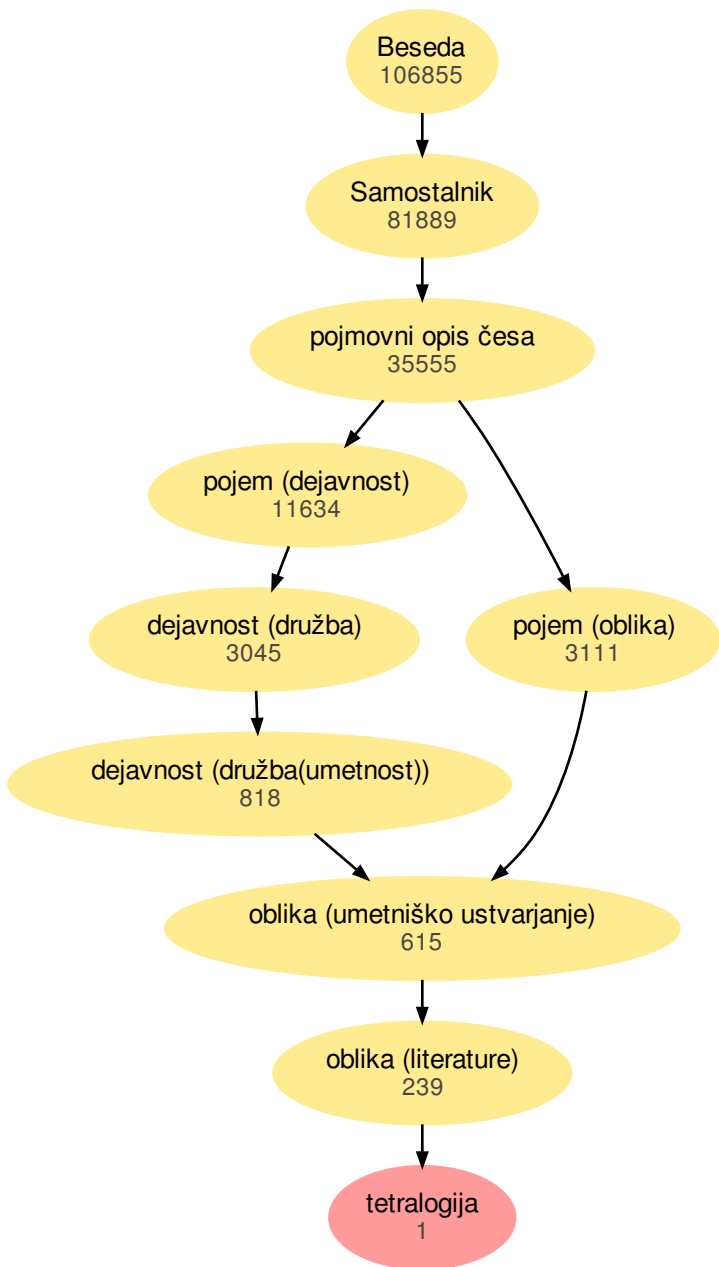 Beseda
106855
Samostalnik
81889
pojmovni opis česa
35555
pojem (dejavnost)
11634
dejavnost (družba)
3045
pojem (oblika)
3111
dejavnost (družba(umetnost))
818
oblika (umetniško ustvarjanje)
615
oblika (literature)
239
tetralogija
1